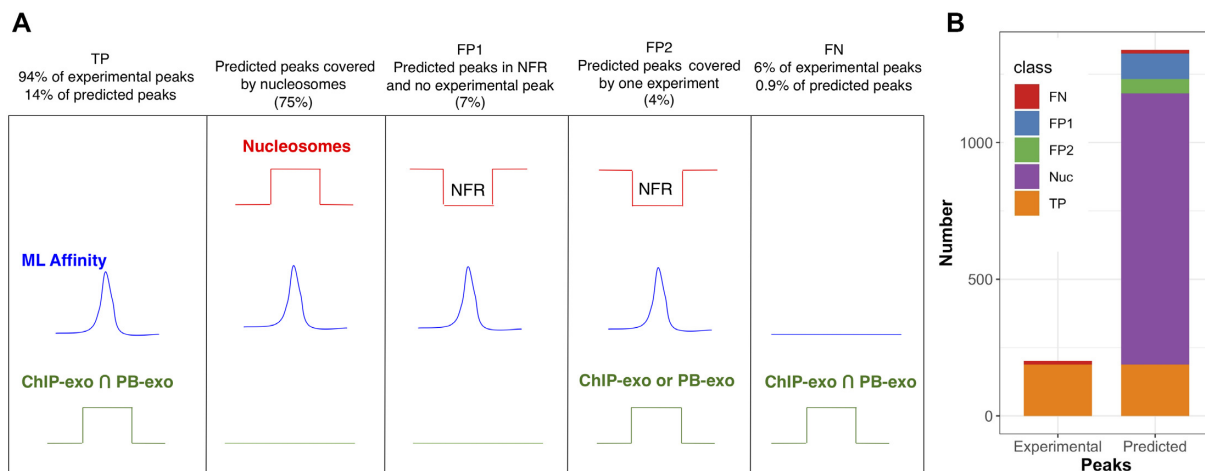 A
TP
94% of experimental peaks
14% of predicted peaks
Predicted peaks covered
by nucleosomes
(75%)
FP1
Predicted peaks in NFR
and no experimental peak
(7%)
FP2
Predicted peaks covered
by one experiment
(4%)
FN
6% of experimental peaks
0.9% of predicted peaks
Nucleosomes
NFR
NFR
ML Affinity
ChIP-exo ∩ PB-exo
ChIP-exo or PB-exo
ChIP-exo ∩ PB-exo
B
class
FN
FP1
FP2
Nuc
TP
Number
1000
500
0
Experimental
Predicted
Peaks